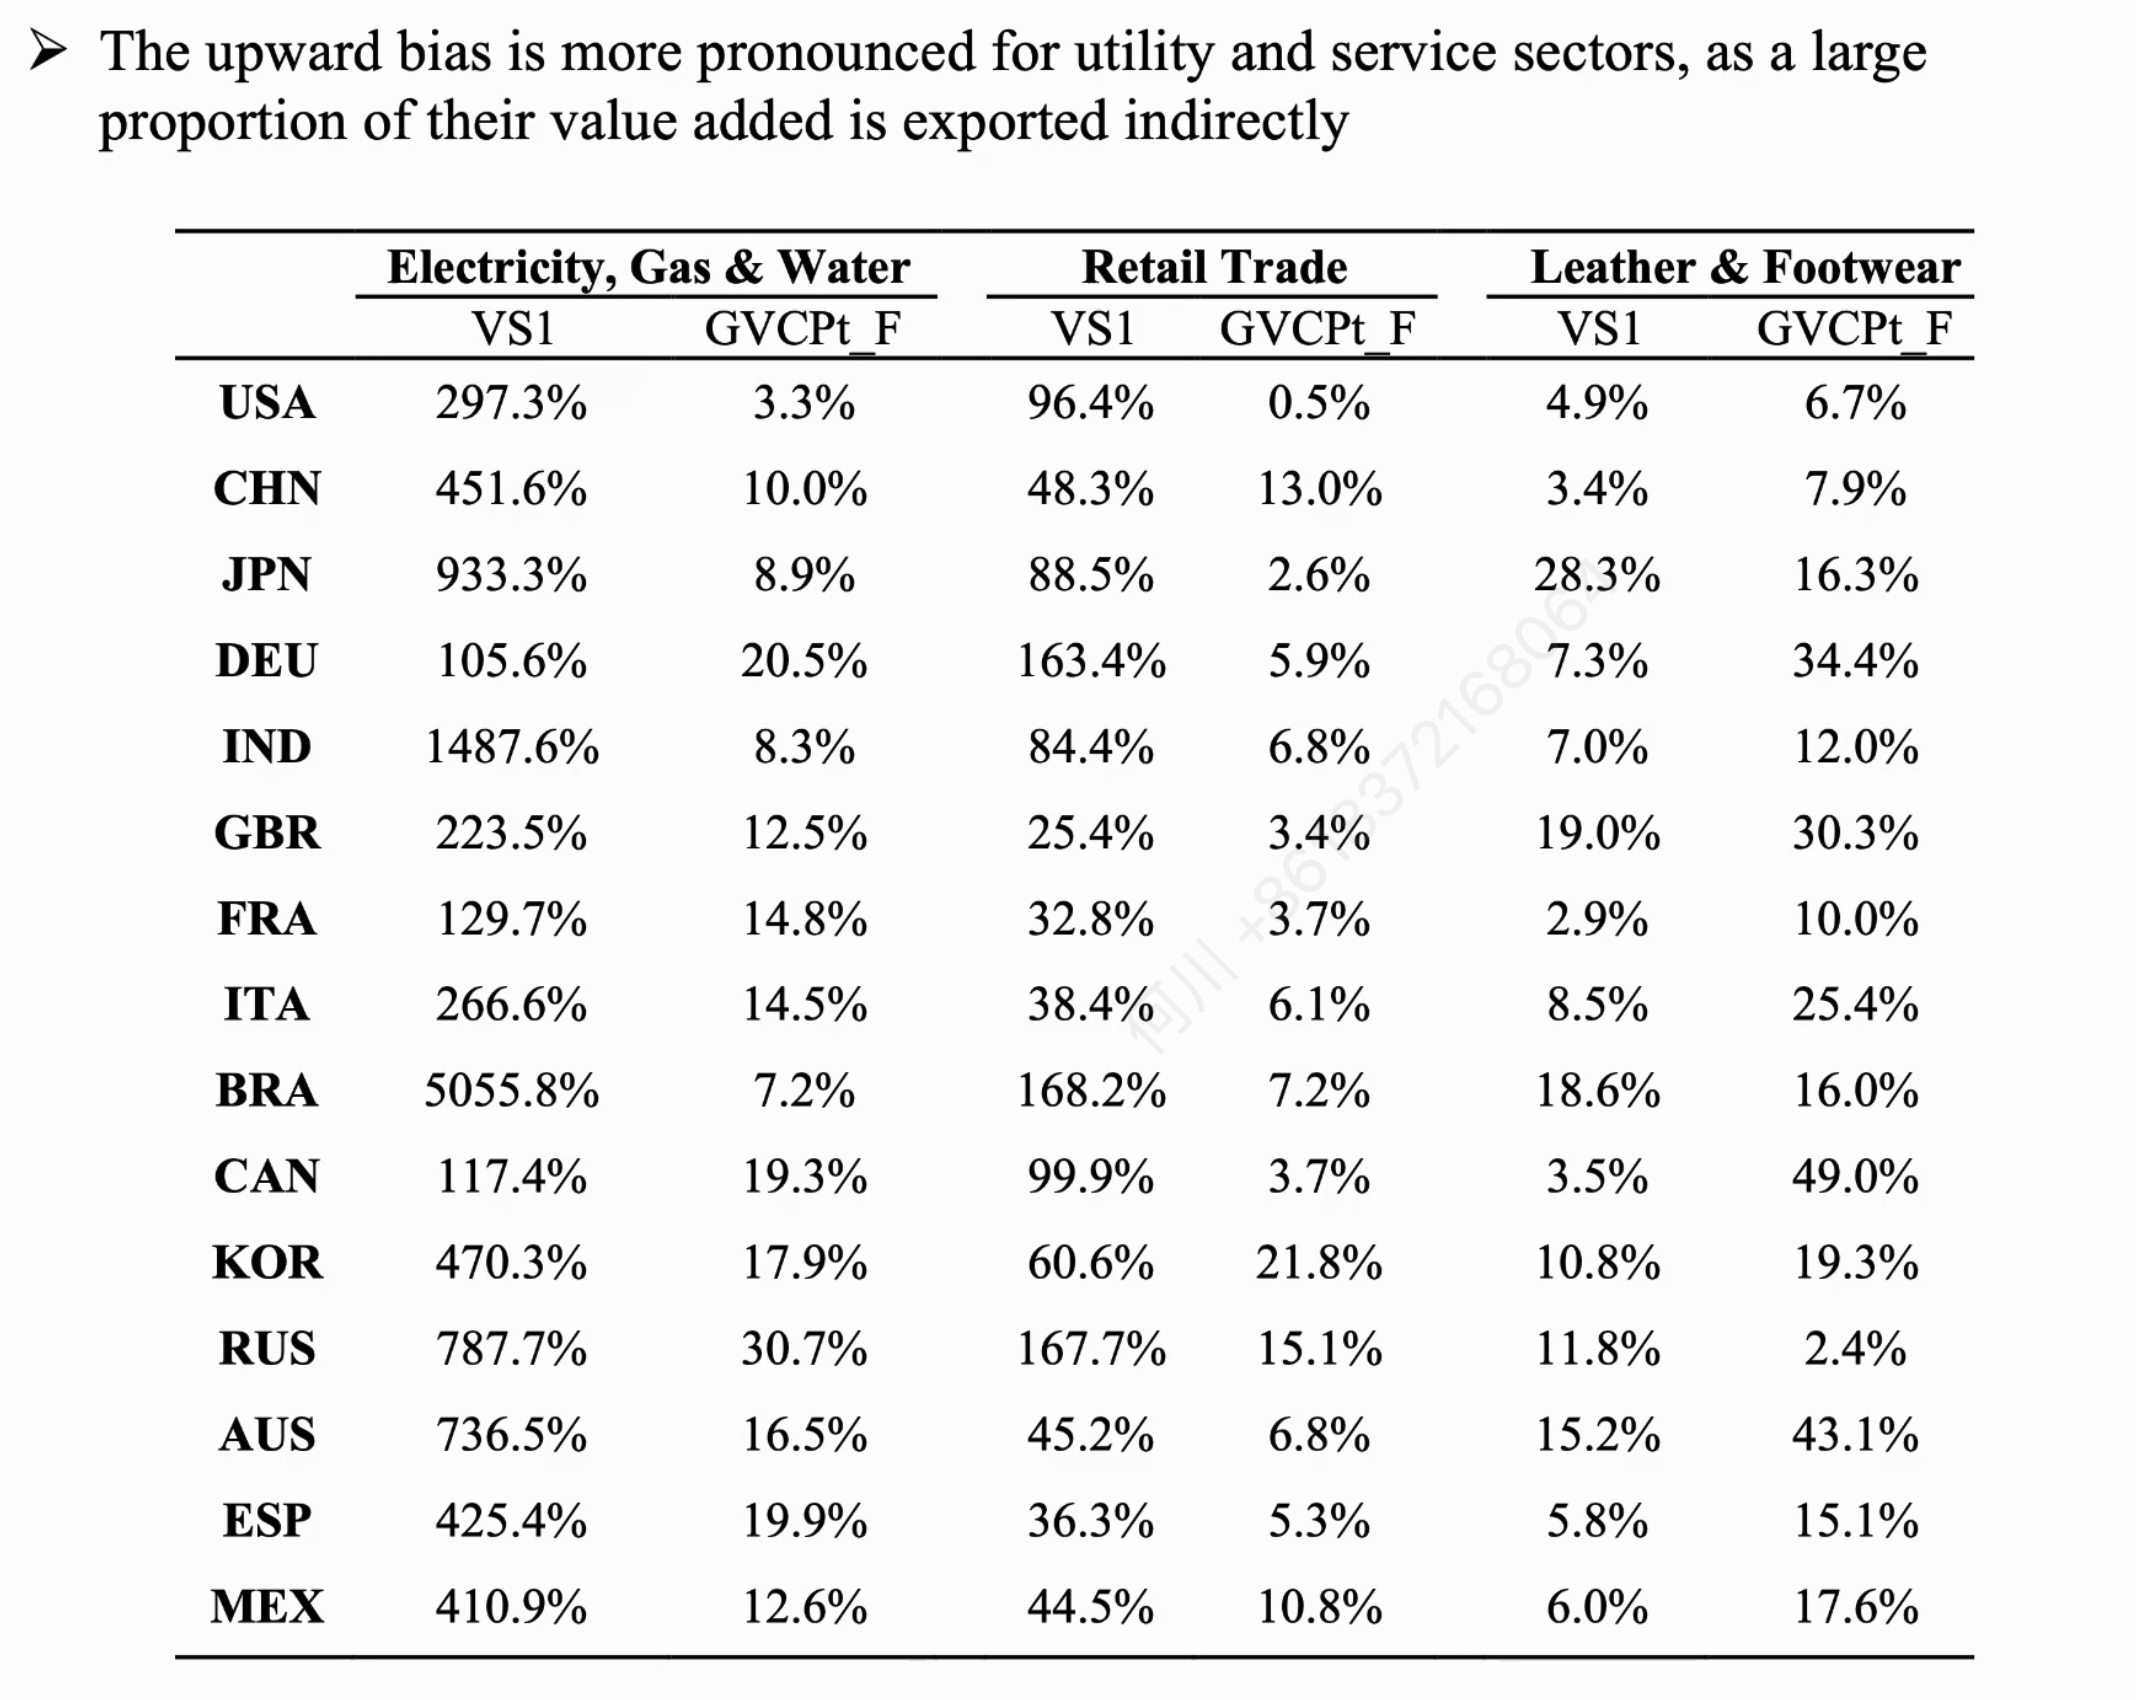 ➢ The upward bias is more pronounced for utility and service sectors, as a large
proportion of their value added is exported indirectly
Electricity, Gas & Water Retail Trade Leather & Footwear
VS1 GVCPt_F VS1 GVCPt_F VS1 GVCPt_F
USA 297.3% 3.3% 96.4% 0.5% 4.9% 6.7%
CHN 451.6% 10.0% 48.3% 13.0% 3.4% 7.9%
JPN 933.3% 8.9% 88.5% 2.6% 28.3% 16.3%
DEU 105.6% 20.5% 163.4% 5.9% 7.3% 34.4%
IND 1487.6% 8.3% 84.4% 6.8% 7.0% 12.0%
GBR 223.5% 12.5% 25.4% 3.4% 19.0% 30.3%
FRA 129.7% 14.8% 32.8% 3.7% 2.9% 10.0%
ITA 266.6% 14.5% 38.4% 6.1% 8.5% 25.4%
BRA 5055.8% 7.2% 168.2% 7.2% 18.6% 16.0%
CAN 117.4% 19.3% 99.9% 3.7% 3.5% 49.0%
KOR 470.3% 17.9% 60.6% 21.8% 10.8% 19.3%
RUS 787.7% 30.7% 167.7% 15.1% 11.8% 2.4%
AUS 736.5% 16.5% 45.2% 6.8% 15.2% 43.1%
ESP 425.4% 19.9% 36.3% 5.3% 5.8% 15.1%
MEX 410.9% 12.6% 44.5% 10.8% 6.0% 17.6%
何川